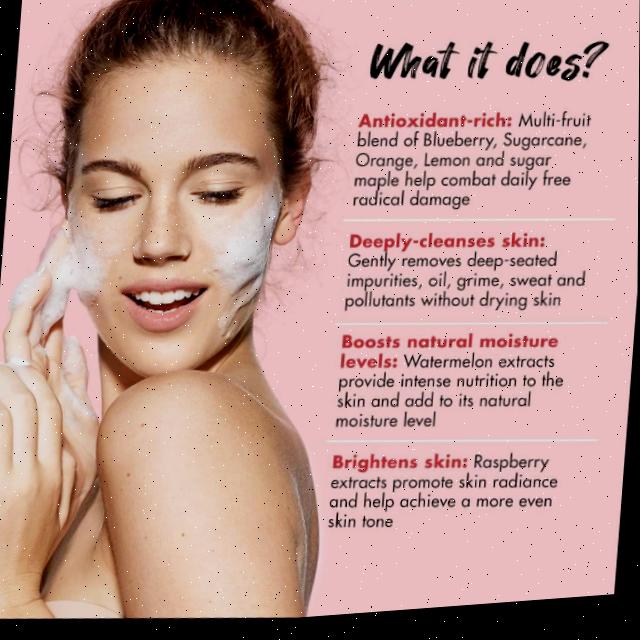 What it does?
Antioxidant-rich: Multi-fruit
blend of Blueberry, Sugarcane,
Orange, Lemon and sugar
maple help combat daily free
radical damage
Deeply-cleanses skin:
Gently removes deep-seated
impurities, oil, grime, sweat and
pollutants without drying skin
Boosts natural moisture
levels: Watermelon extracts
provide intense nutrition to the
skin and add to its natural
moisture level
Brightens skin: Raspberry
extracts promote skin radiance
and help achieve a more even
skin tone